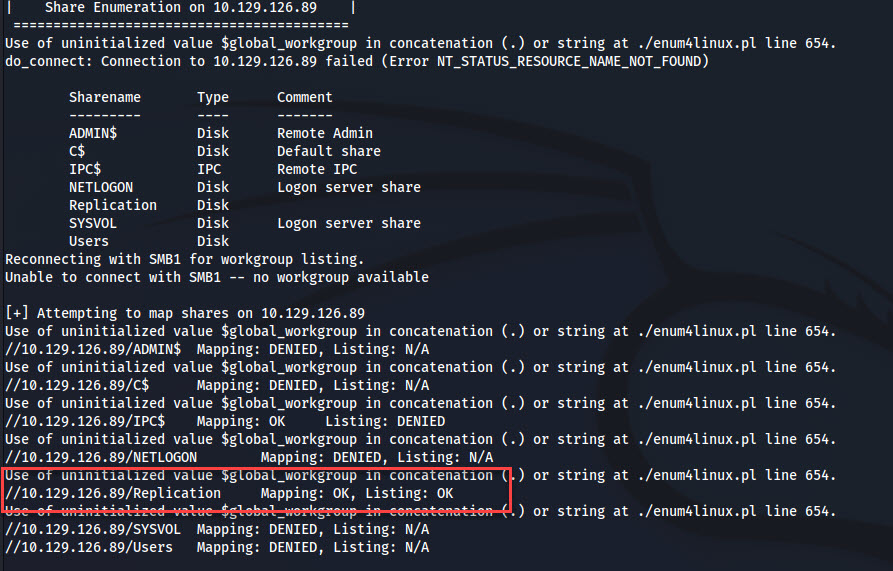 |    Share Enumeration on 10.129.126.89    |
 ==========================================
Use of uninitialized value $global_workgroup in concatenation (.) or string at ./enum4linux.pl line 654.
do_connect: Connection to 10.129.126.89 failed (Error NT_STATUS_RESOURCE_NAME_NOT_FOUND)
Sharename       Type      Comment
---------       ----      -------
ADMIN$          Disk      Remote Admin
C$              Disk      Default share
IPC$            IPC       Remote IPC
NETLOGON        Disk      Logon server share
Replication     Disk
SYSVOL          Disk      Logon server share
Users           Disk
Reconnecting with SMB1 for workgroup listing.
Unable to connect with SMB1 -- no workgroup available
[+] Attempting to map shares on 10.129.126.89
Use of uninitialized value $global_workgroup in concatenation (.) or string at ./enum4linux.pl line 654.
//10.129.126.89/ADMIN$  Mapping: DENIED, Listing: N/A
Use of uninitialized value $global_workgroup in concatenation (.) or string at ./enum4linux.pl line 654.
//10.129.126.89/C$      Mapping: DENIED, Listing: N/A
Use of uninitialized value $global_workgroup in concatenation (.) or string at ./enum4linux.pl line 654.
//10.129.126.89/IPC$    Mapping: OK     Listing: DENIED
Use of uninitialized value $global_workgroup in concatenation (.) or string at ./enum4linux.pl line 654.
//10.129.126.89/NETLOGON        Mapping: DENIED, Listing: N/A
Use of uninitialized value $global_workgroup in concatenation (.) or string at ./enum4linux.pl line 654.
//10.129.126.89/Replication     Mapping: OK, Listing: OK
Use of uninitialized value $global_workgroup in concatenation (.) or string at ./enum4linux.pl line 654.
//10.129.126.89/SYSVOL  Mapping: DENIED, Listing: N/A
//10.129.126.89/Users   Mapping: DENIED, Listing: N/A